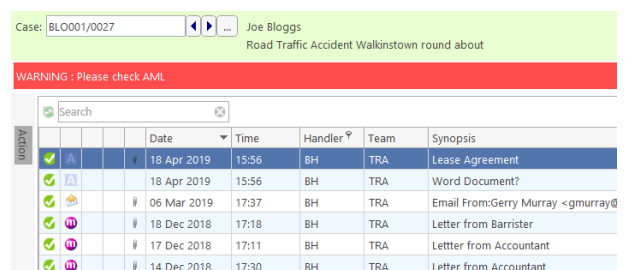 Case: BLO001/0027 ... Joe Bloggs
Road Traffic Accident Walkinstown round about
WARNING : Please check AML
Search
Action
Date Time Handler Team Synopsis
A 18 Apr 2019 15:56 BH TRA Lease Agreement
A 18 Apr 2019 15:56 BH TRA Word Document?
06 Mar 2019 17:37 BH TRA Email From:Gerry Murray <gmurray@
m 18 Dec 2018 17:18 BH TRA Letter from Barrister
m 17 Dec 2018 17:11 BH TRA Lettter from Accountant
m 14 Dec 2018 17:30 BH TRA Letter from Accountant